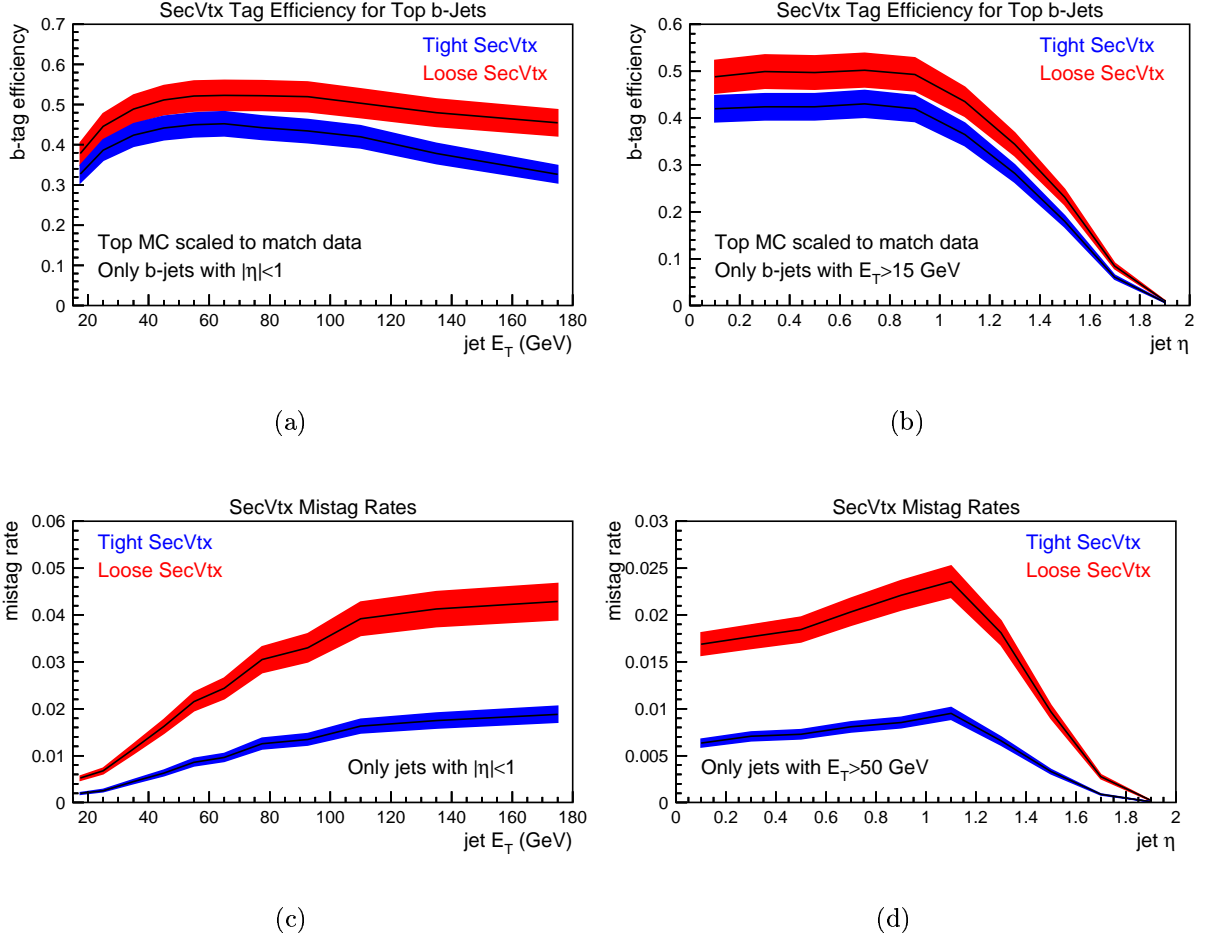 SecVtx Tag Efficiency for Top b-Jets
b-tag efficiency
0.7
0.6
0.5
0.4
0.3
0.2
0.1
0
Tight SecVtx
Loose SecVtx
Top MC scaled to match data
Only b-jets with |η|<1
20 40 60 80 100 120 140 160 180
jet E_T (GeV)
(a)
SecVtx Tag Efficiency for Top b-Jets
b-tag efficiency
0.6
0.5
0.4
0.3
0.2
0.1
0
Tight SecVtx
Loose SecVtx
Top MC scaled to match data
Only b-jets with E_T>15 GeV
0 0.2 0.4 0.6 0.8 1 1.2 1.4 1.6 1.8 2
jet η
(b)
SecVtx Mistag Rates
mistag rate
0.06
0.05
0.04
0.03
0.02
0.01
0
Tight SecVtx
Loose SecVtx
Only jets with |η|<1
20 40 60 80 100 120 140 160 180
jet E_T (GeV)
(c)
SecVtx Mistag Rates
mistag rate
0.03
0.025
0.02
0.015
0.01
0.005
0
Tight SecVtx
Loose SecVtx
Only jets with E_T>50 GeV
0 0.2 0.4 0.6 0.8 1 1.2 1.4 1.6 1.8 2
jet η
(d)